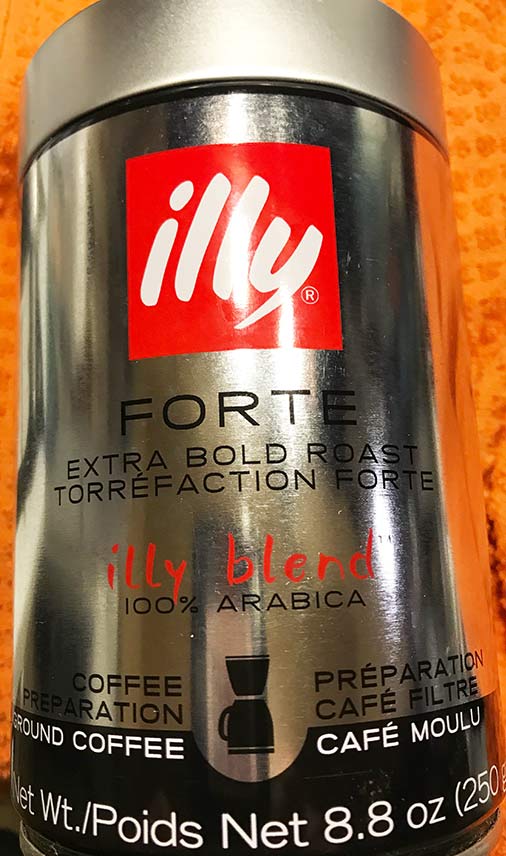 illy®
FORTE
EXTRA BOLD ROAST
TORRÉFACTION FORTE
illy blend™
100% ARABICA
COFFEE
PREPARATION
GROUND COFFEE
PRÉPARATION
CAFÉ FILTRE
CAFÉ MOULU
Net Wt./Poids Net 8.8 oz (250 g